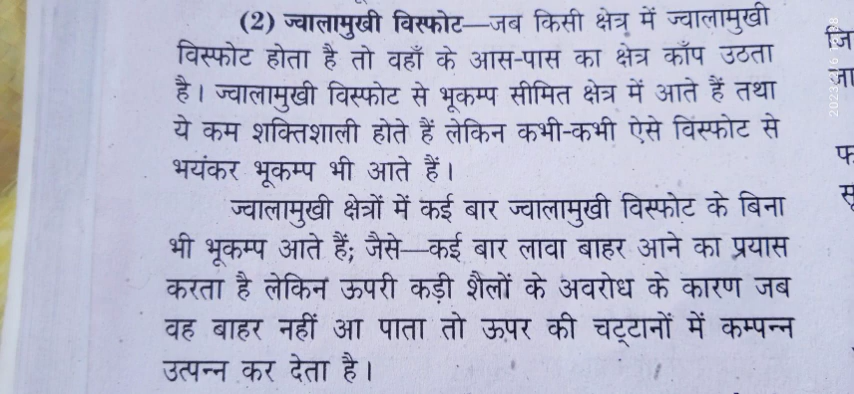 (2) ज्वालामुखी विस्फोट—जब किसी क्षेत्र में ज्वालामुखी
विस्फोट होता है तो वहाँ के आस-पास का क्षेत्र काँप उठता
है। ज्वालामुखी विस्फोट से भूकम्प सीमित क्षेत्र में आते हैं तथा
ये कम शक्तिशाली होते हैं लेकिन कभी-कभी ऐसे विस्फोट से
भयंकर भूकम्प भी आते हैं।
ज्वालामुखी क्षेत्रों में कई बार ज्वालामुखी विस्फोट के बिना
भी भूकम्प आते हैं; जैसे—कई बार लावा बाहर आने का प्रयास
करता है लेकिन ऊपरी कड़ी शैलों के अवरोध के कारण जब
वह बाहर नहीं आ पाता तो ऊपर की चट्टानों में कम्पन्न
उत्पन्न कर देता है।